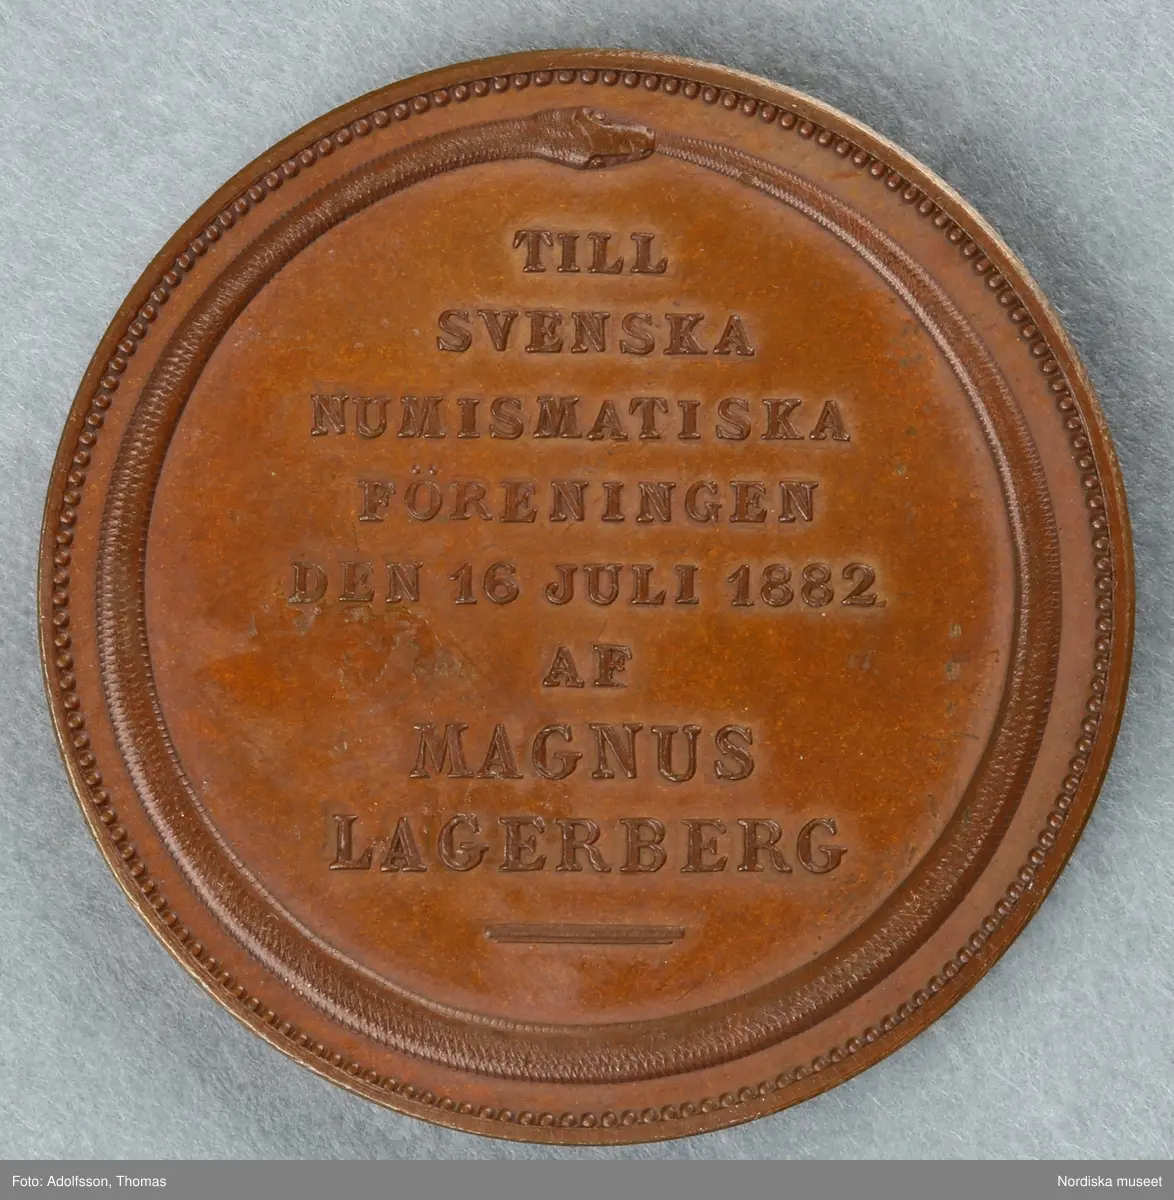 TILL
SVENSKA
NUMISMATISKA
FÖRENINGEN
DEN 16 JULI 1882.
AF
MAGNUS
LAGERBERG
Foto: Adolfsson, Thomas
Nordiska museet